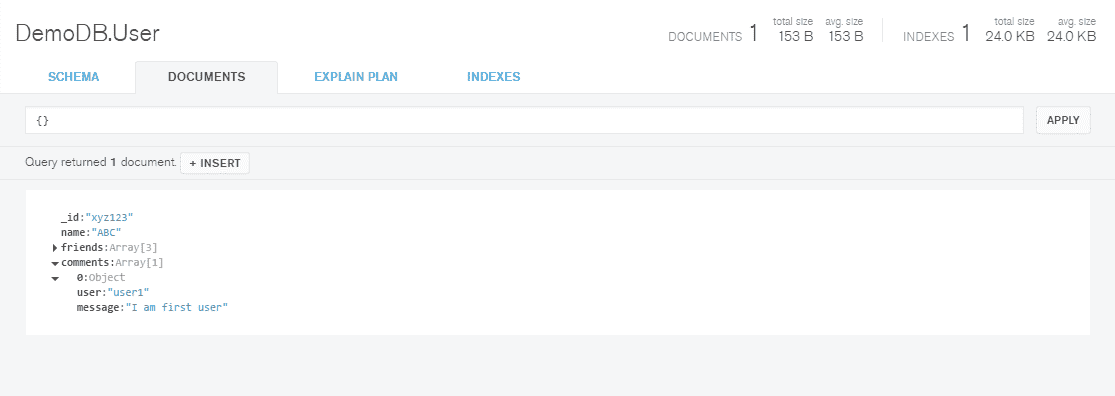 DemoDB.User
DOCUMENTS 1 total size 153 B avg. size 153 B INDEXES 1 total size 24.0 KB avg. size 24.0 KB
SCHEMA DOCUMENTS EXPLAIN PLAN INDEXES
{} APPLY
Query returned 1 document. + INSERT
_id:"xyz123"
name:"ABC"
friends:Array[3]
comments:Array[1]
0:Object
user:"user1"
message:"I am first user"